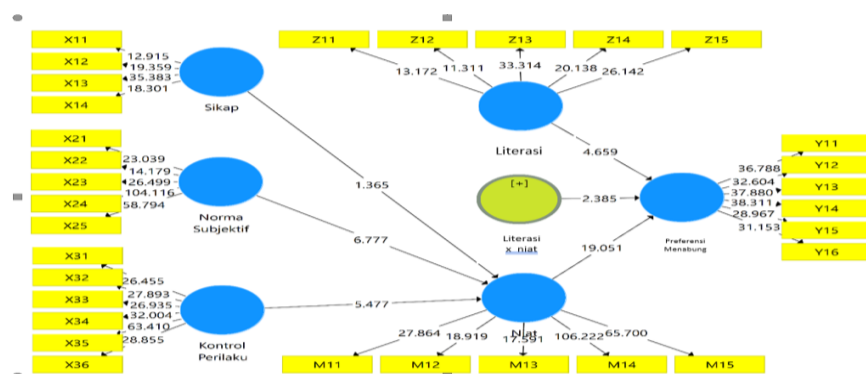 X11
X12
X13
X14
12.915
19.359
35.383
18.301
Sikap
X21
X22
X23
X24
X25
23.039
14.179
26.499
104.116
58.794
Norma
Subjektif
X31
X32
X33
X34
X35
X36
26.455
27.893
26.935
32.004
63.410
28.855
Kontrol
Perilaku
1.365
6.777
5.477
Z11
Z12
Z13
Z14
Z15
13.172
11.311
33.314
20.138
26.142
Literasi
4.659
[+]
2.385
Literasi
x niat
19.051
Niat
27.864
18.919
17.591
106.222
65.700
M11
M12
M13
M14
M15
Preferensi
Menabung
36.788
32.604
37.880
38.311
28.967
31.153
Y11
Y12
Y13
Y14
Y15
Y16